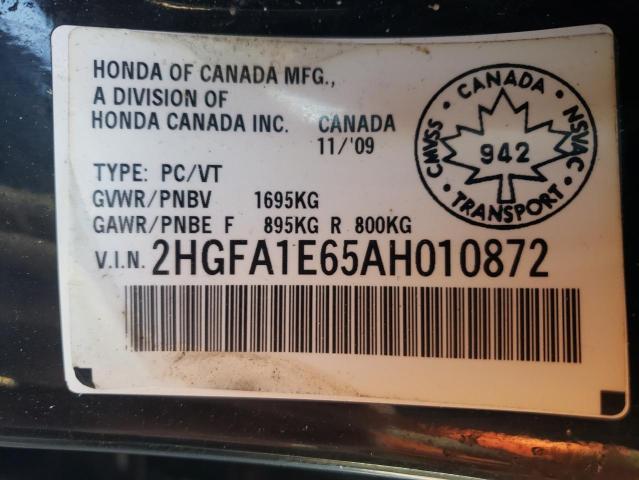 HONDA OF CANADA MFG.,
A DIVISION OF
HONDA CANADA INC. CANADA
11/'09
TYPE: PC/VT
GVWR/PNBV 1695KG
GAWR/PNBE F 895KG R 800KG
V.I.N. 2HGFA1E65AH010872
CMVSS · CANADA · NSVAC · TRANSPORT ·
942